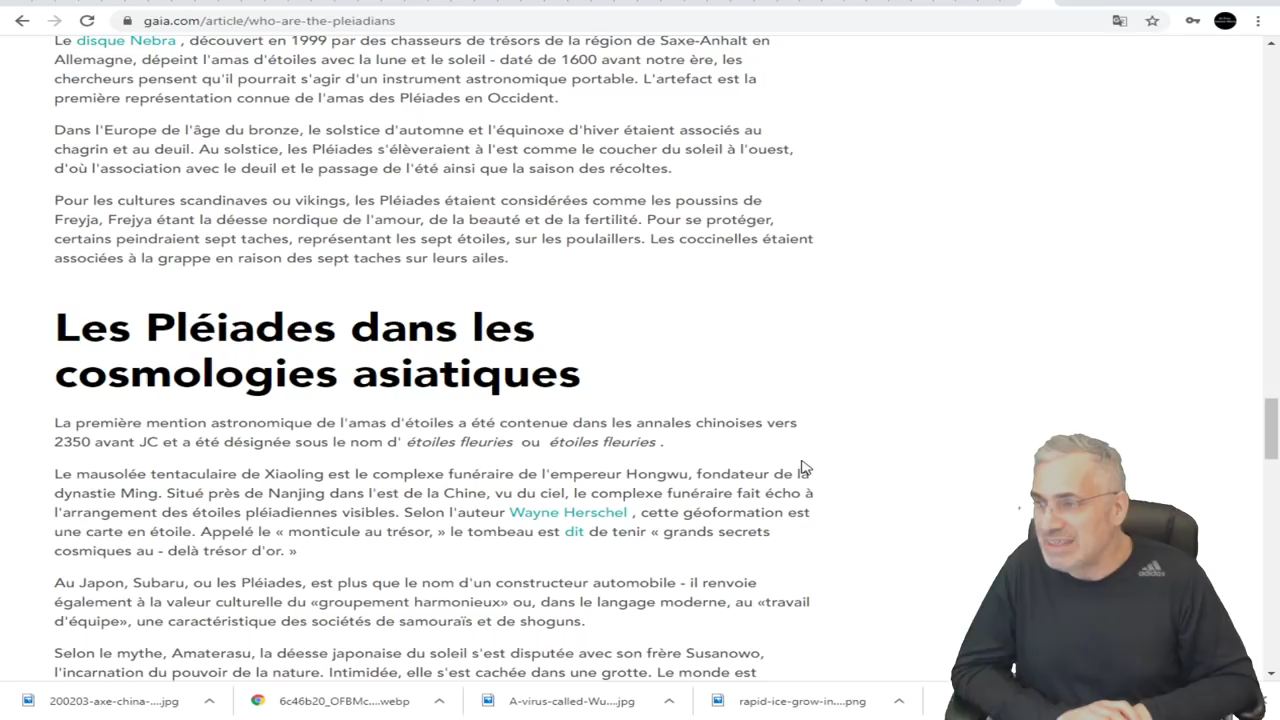 gaia.com/article/who-are-the-pleiadians
Le disque Nebra , découvert en 1999 par des chasseurs de trésors de la région de Saxe-Anhalt en
Allemagne, dépeint l'amas d'étoiles avec la lune et le soleil - daté de 1600 avant notre ère, les
chercheurs pensent qu'il pourrait s'agir d'un instrument astronomique portable. L'artefact est la
première représentation connue de l'amas des Pléiades en Occident.
Dans l'Europe de l'âge du bronze, le solstice d'automne et l'équinoxe d'hiver étaient associés au
chagrin et au deuil. Au solstice, les Pléiades s'élèveraient à l'est comme le coucher du soleil à l'ouest,
d'où l'association avec le deuil et le passage de l'été ainsi que la saison des récoltes.
Pour les cultures scandinaves ou vikings, les Pléiades étaient considérées comme les poussins de
Freyja, Frejya étant la déesse nordique de l'amour, de la beauté et de la fertilité. Pour se protéger,
certains peindraient sept taches, représentant les sept étoiles, sur les poulaillers. Les coccinelles étaient
associées à la grappe en raison des sept taches sur leurs ailes.
Les Pléiades dans les
cosmologies asiatiques
La première mention astronomique de l'amas d'étoiles a été contenue dans les annales chinoises vers
2350 avant JC et a été désignée sous le nom d' étoiles fleuries ou étoiles fleuries .
Le mausolée tentaculaire de Xiaoling est le complexe funéraire de l'empereur Hongwu, fondateur de la
dynastie Ming. Situé près de Nanjing dans l'est de la Chine, vu du ciel, le complexe funéraire fait écho à
l'arrangement des étoiles pléiadiennes visibles. Selon l'auteur Wayne Herschel , cette géoformation est
une carte en étoile. Appelé le « monticule au trésor, » le tombeau est dit de tenir « grands secrets
cosmiques au - delà trésor d'or. »
Au Japon, Subaru, ou les Pléiades, est plus que le nom d'un constructeur automobile - il renvoie
également à la valeur culturelle du «groupement harmonieux» ou, dans le langage moderne, au «travail
d'équipe», une caractéristique des sociétés de samouraïs et de shoguns.
Selon le mythe, Amaterasu, la déesse japonaise du soleil s'est disputée avec son frère Susanowo,
l'incarnation du pouvoir de la nature. Intimidée, elle s'est cachée dans une grotte. Le monde est
adidas
200203-axe-china-....jpg
6c46b20_OFBMc....webp
A-virus-called-Wu....jpg
rapid-ice-grow-in....png